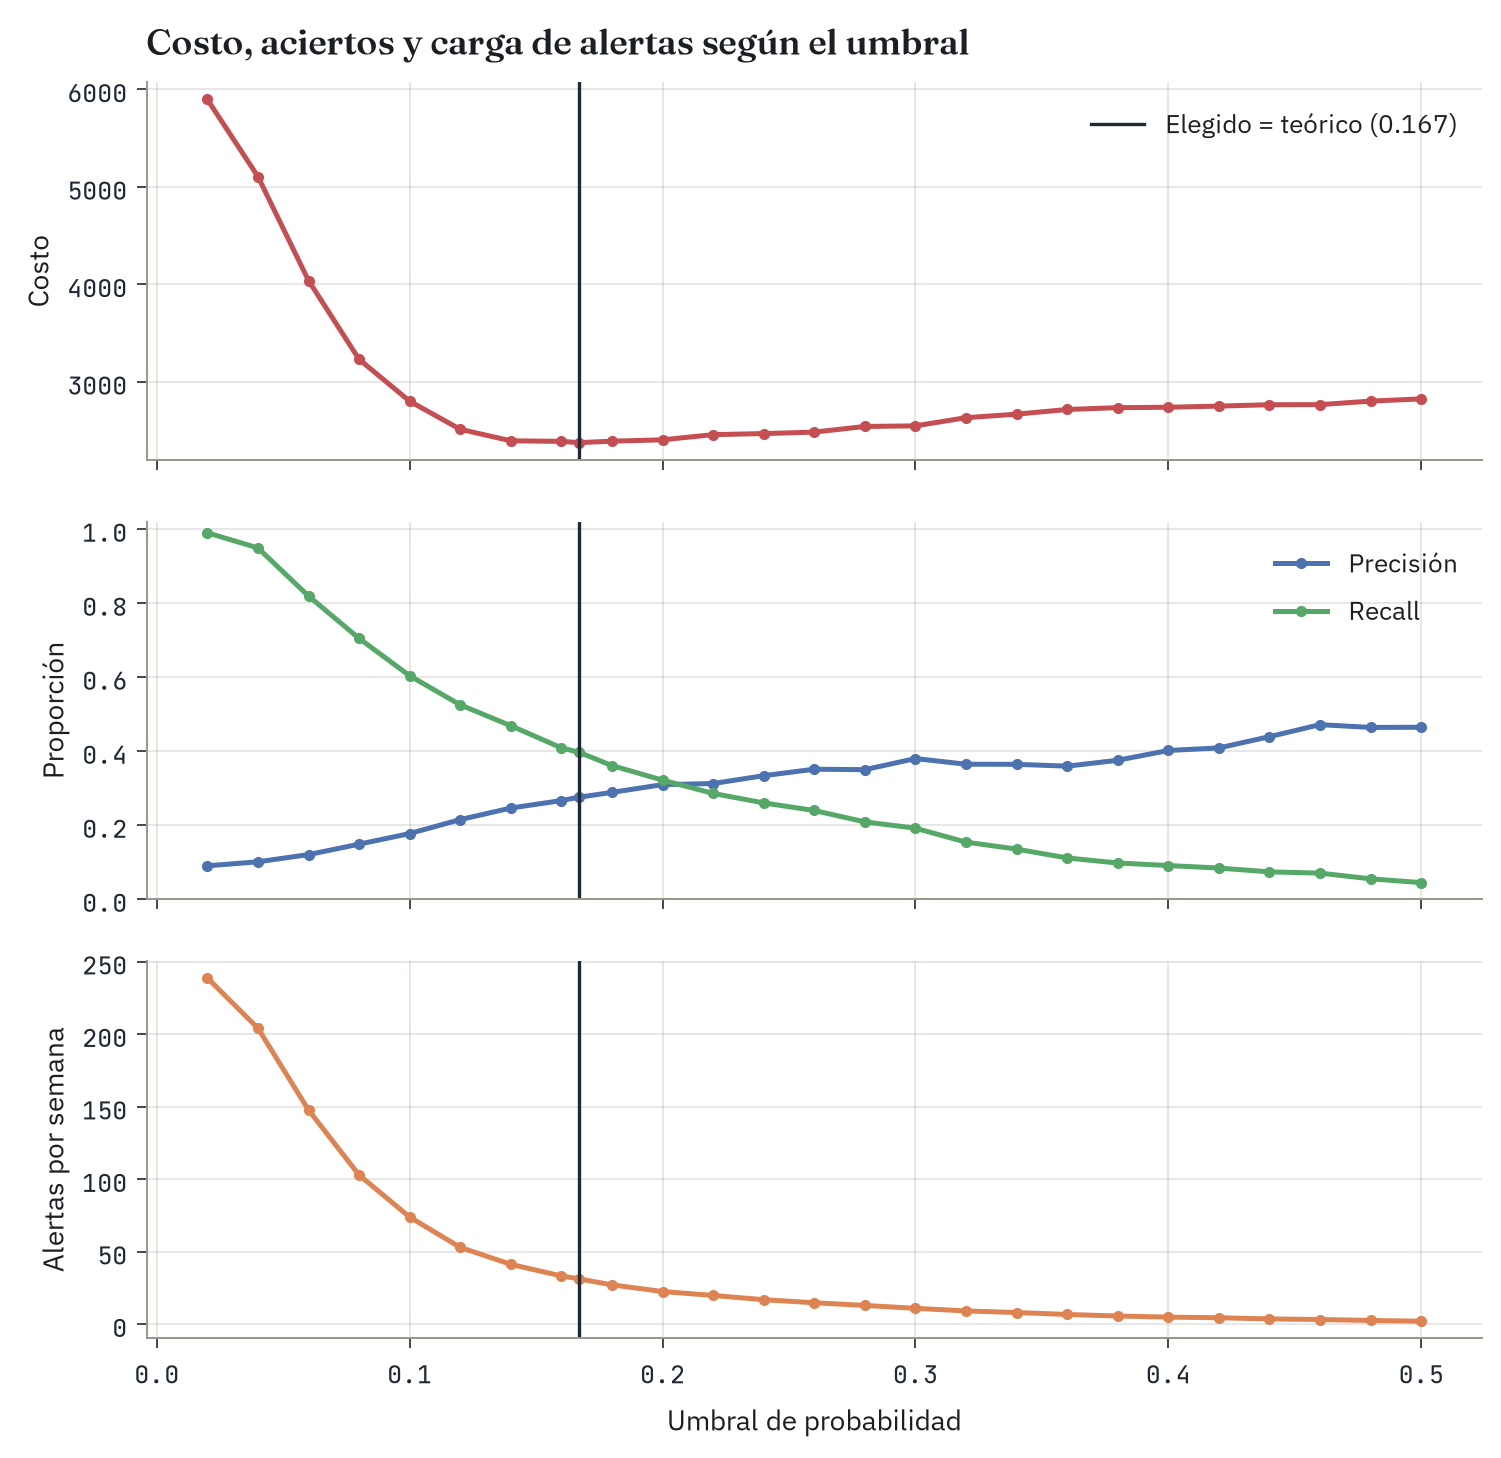 Costo, aciertos y carga de alertas según el umbral
6000
5000
4000
3000
Costo
Elegido = teórico (0.167)
1.0
0.8
0.6
0.4
0.2
0.0
Proporción
Precisión
Recall
250
200
150
100
50
0
Alertas por semana
0.0 0.1 0.2 0.3 0.4 0.5
Umbral de probabilidad